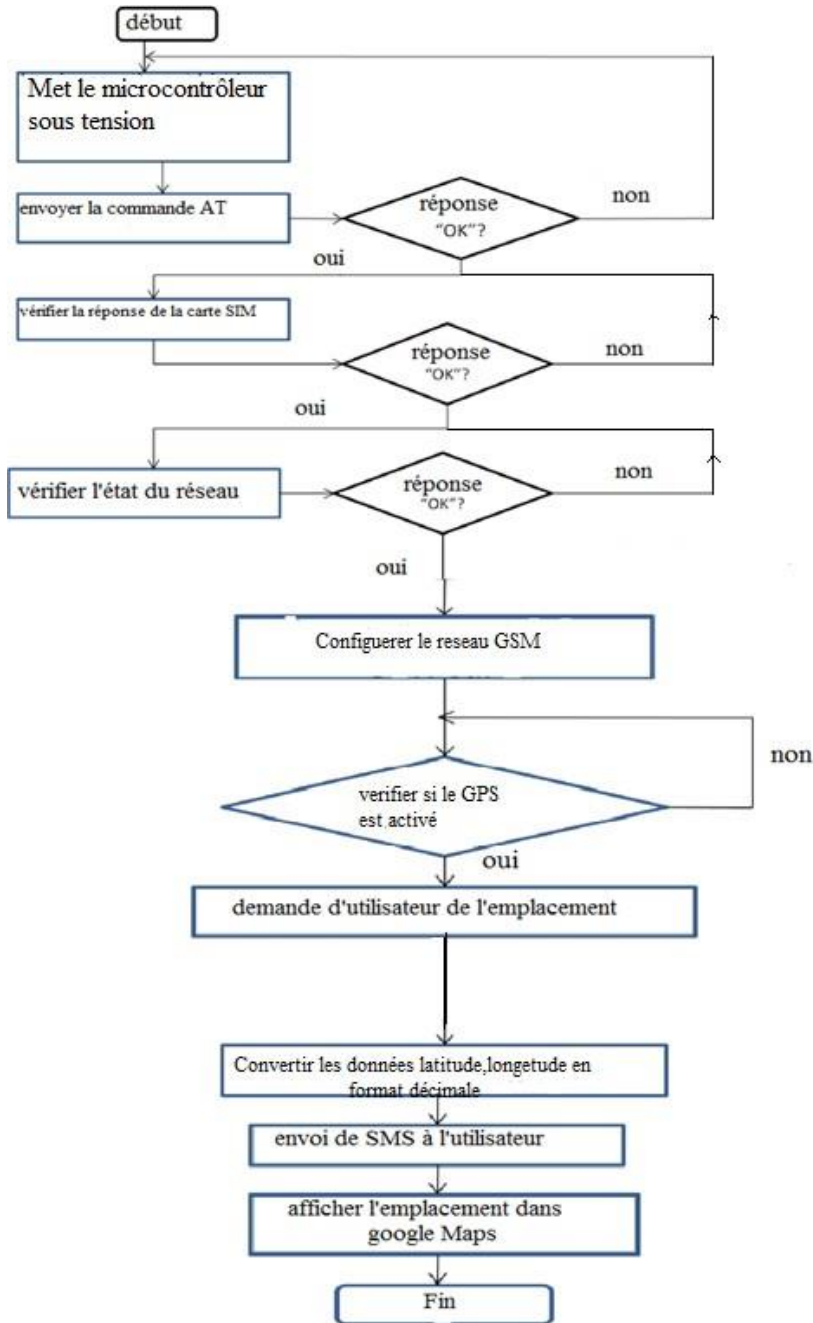 début
Met le microcontrôleur
sous tension
envoyer la commande AT
réponse
"OK"?
non
oui
vérifier la réponse de la carte SIM
réponse
"OK"?
non
oui
vérifier l'état du réseau
réponse
"OK"?
non
oui
Configuerer le reseau GSM
non
verifier si le GPS
est activé
oui
demande d'utilisateur de l'emplacement
Convertir les données latitude,longetude en
format décimale
envoi de SMS à l'utilisateur
afficher l'emplacement dans
google Maps
Fin